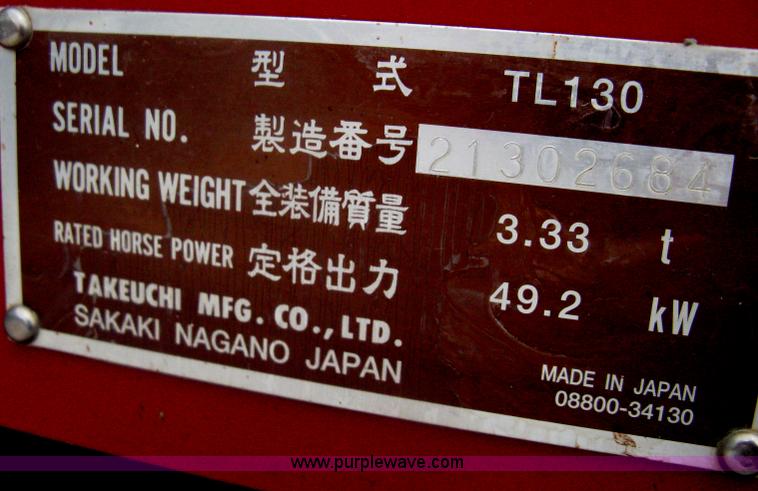 MODEL 型式 TL130
SERIAL NO. 製造番号 21302684
WORKING WEIGHT 全装備質量 3.33 t
RATED HORSE POWER 定格出力 49.2 kW
TAKEUCHI MFG. CO., LTD.
SAKAKI NAGANO JAPAN
MADE IN JAPAN
08800-34130
www.purplewave.com